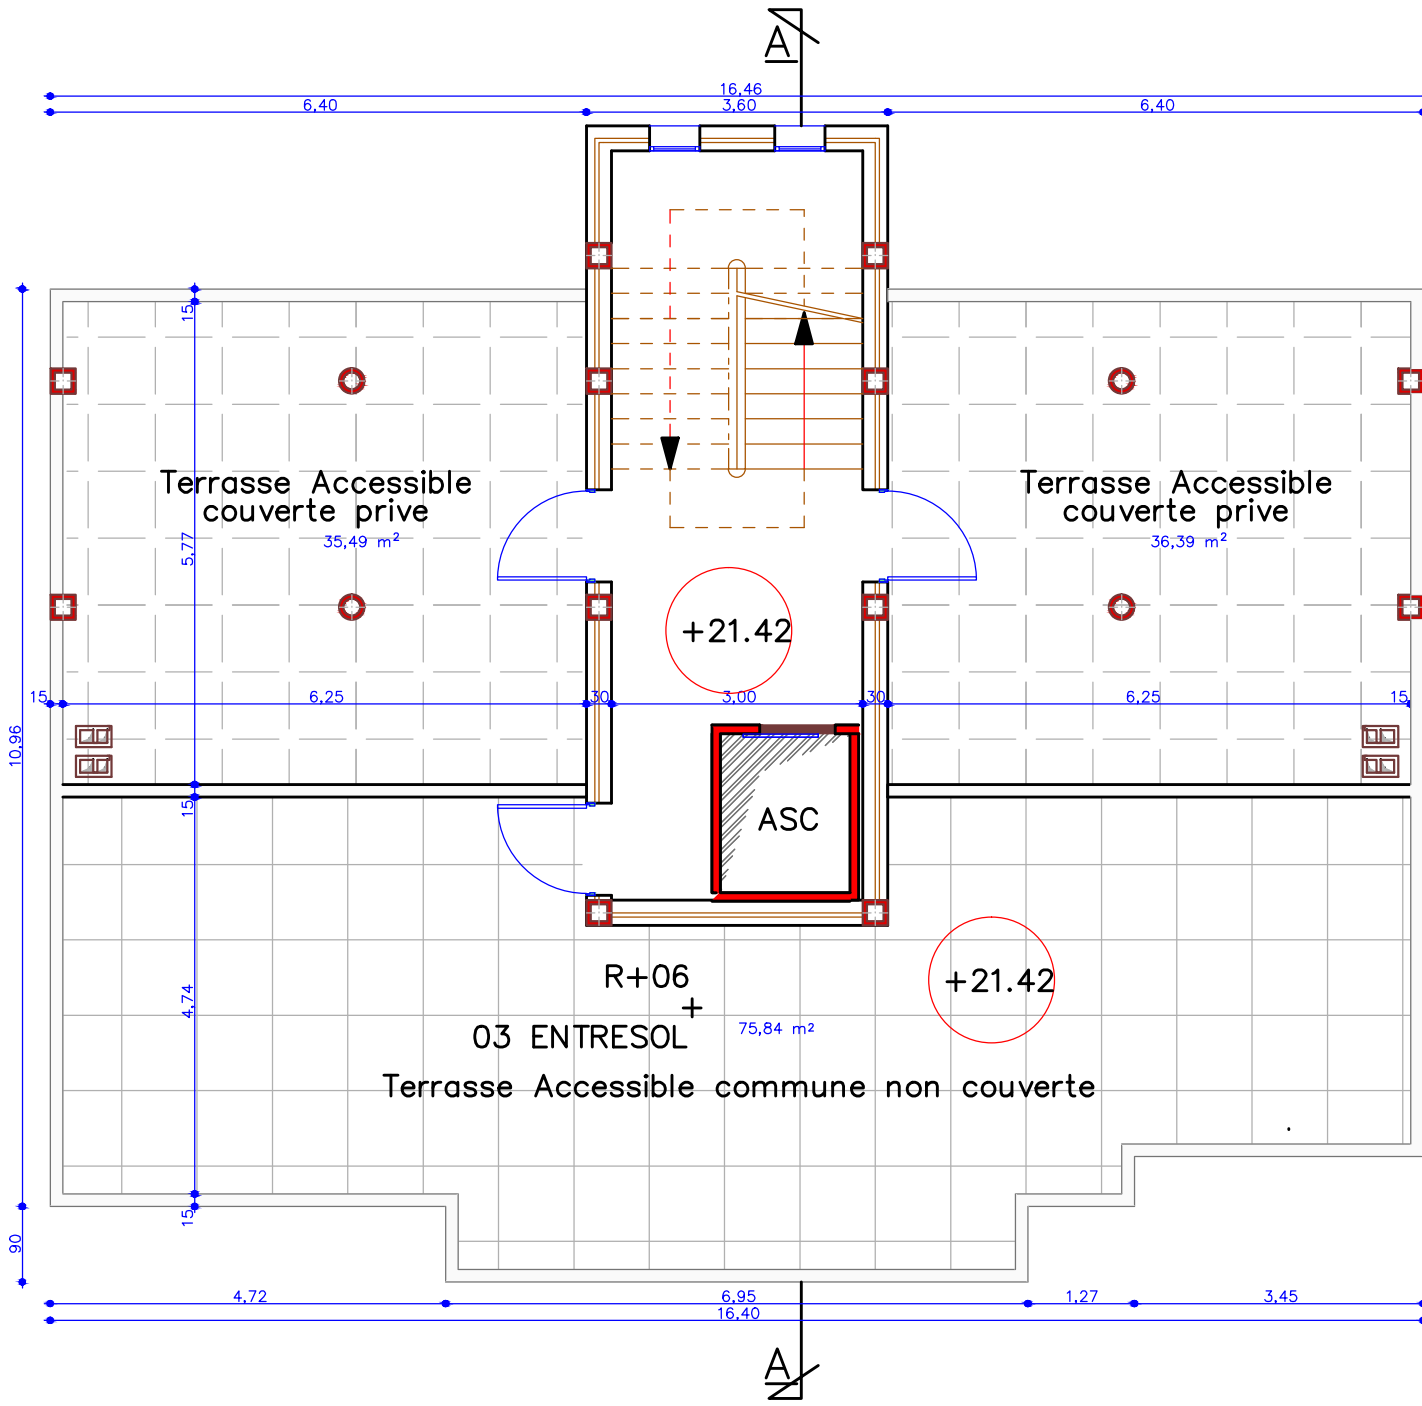 A
16,46
6,40
3,60
6,40
15
Terrasse Accessible
couverte prive
35,49 m²
Terrasse Accessible
couverte prive
36,39 m²
5,77
+21.42
15
6,25
30
3,00
30
6,25
15
10,96
15
ASC
4,74
R+06
+
03 ENTRESOL
75,84 m²
+21.42
Terrasse Accessible commune non couverte
15
90
4,72
6,95
1,27
3,45
16,40
A